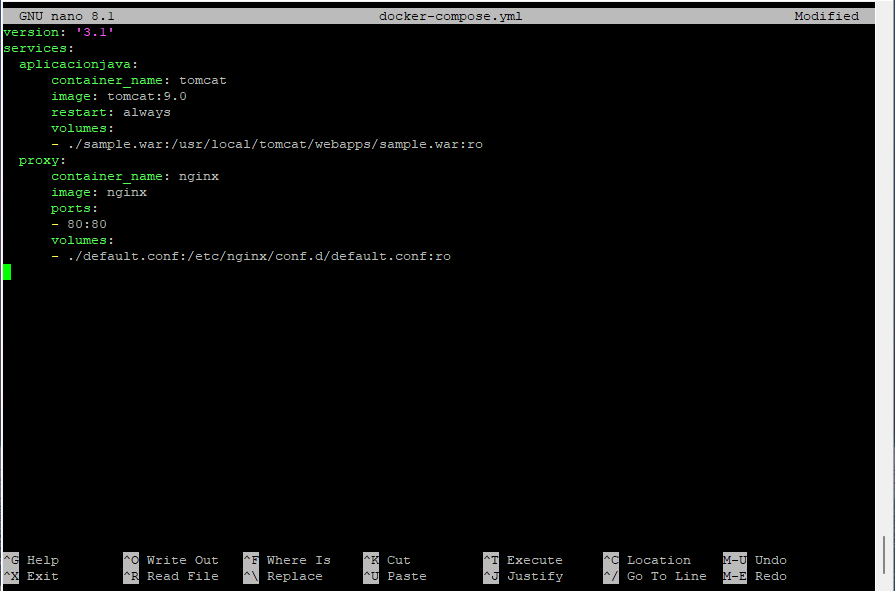 GNU nano 8.1 docker-compose.yml Modified
version: '3.1'
services:
  aplicacionjava:
      container_name: tomcat
      image: tomcat:9.0
      restart: always
      volumes:
      - ./sample.war:/usr/local/tomcat/webapps/sample.war:ro
  proxy:
      container_name: nginx
      image: nginx
      ports:
      - 80:80
      volumes:
      - ./default.conf:/etc/nginx/conf.d/default.conf:ro
^G Help ^O Write Out ^F Where Is ^K Cut ^T Execute ^C Location M-U Undo
^X Exit ^R Read File ^\ Replace ^U Paste ^J Justify ^/ Go To Line M-E Redo